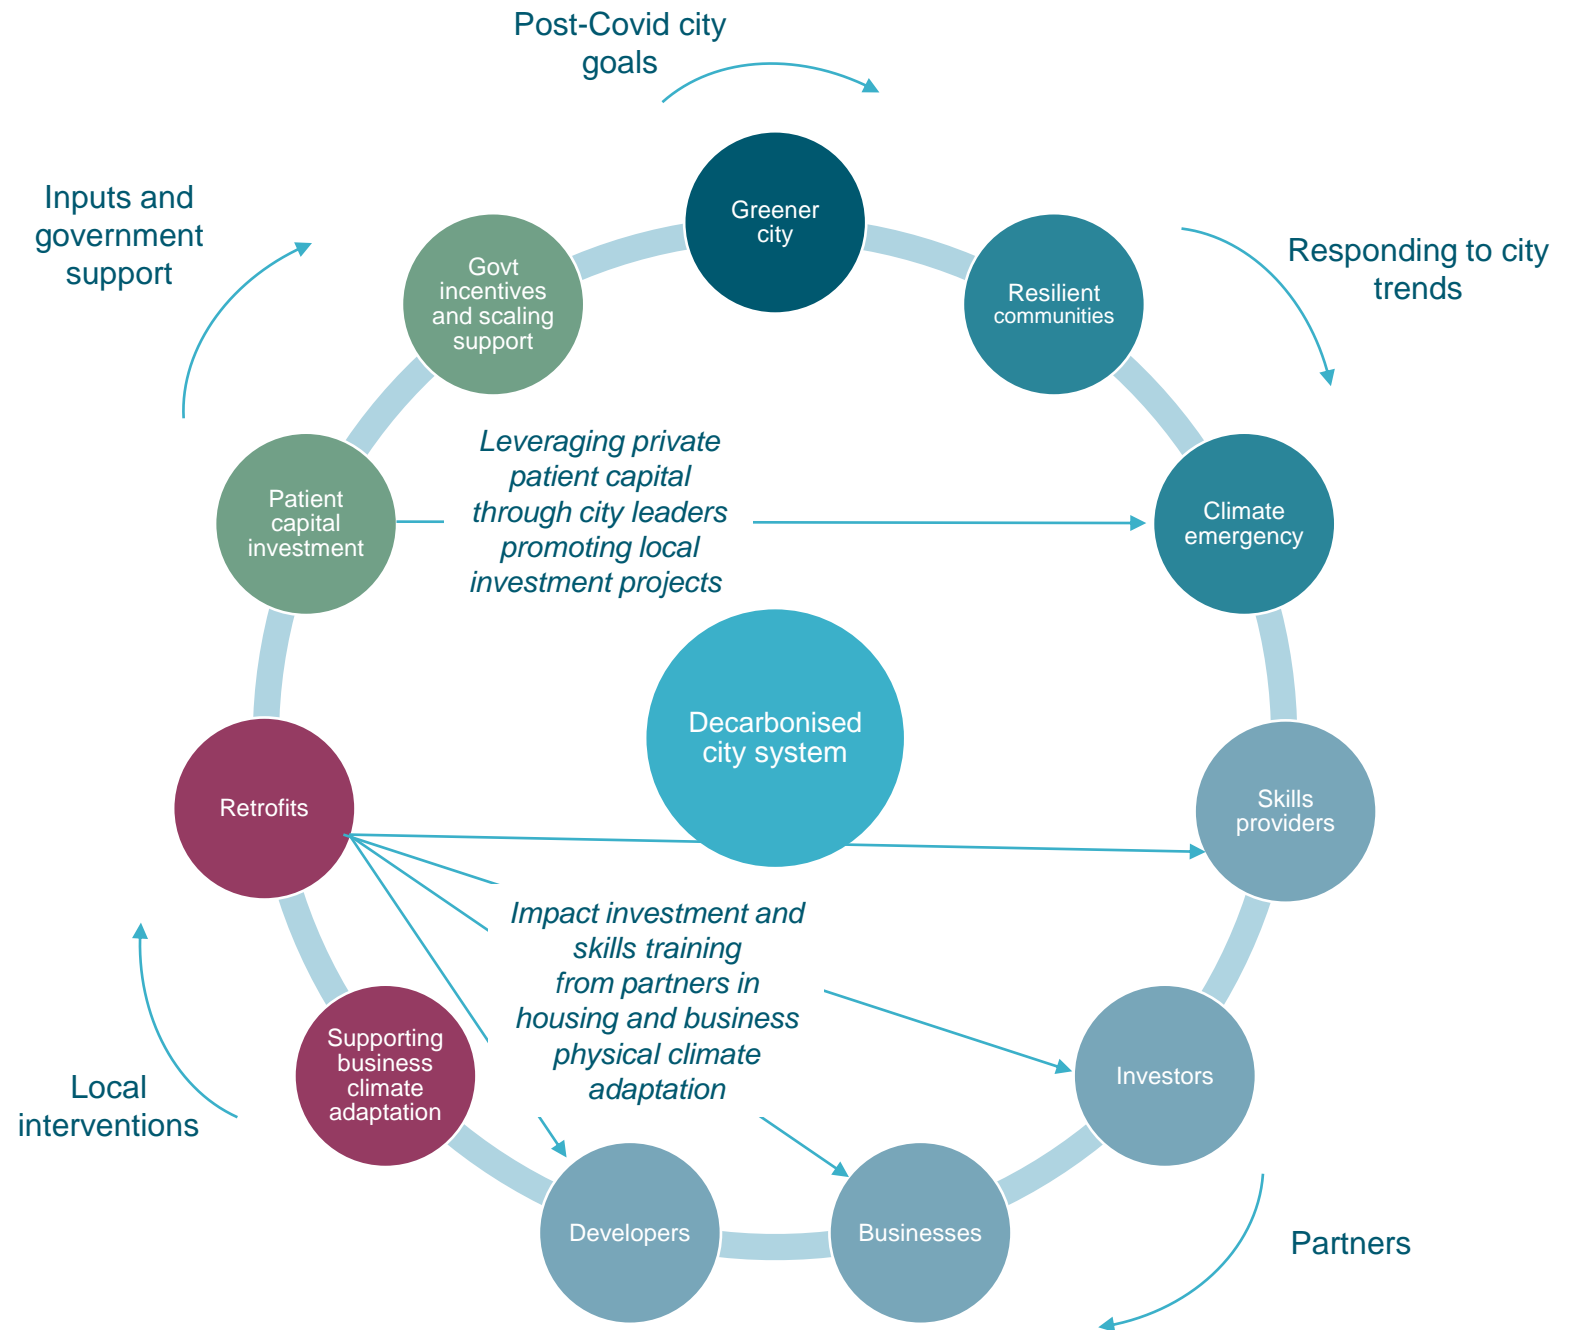 Post-Covid city
goals
Inputs and
government
support
Greener
city
Govt
incentives
and scaling
support
Resilient
communities
Responding to city
trends
Leveraging private
patient capital
through city leaders
promoting local
investment projects
Patient
capital
investment
Climate
emergency
Decarbonised
city system
Retrofits
Skills
providers
Impact investment and
skills training
from partners in
housing and business
physical climate
adaptation
Supporting
business
climate
adaptation
Investors
Local
interventions
Developers
Businesses
Partners